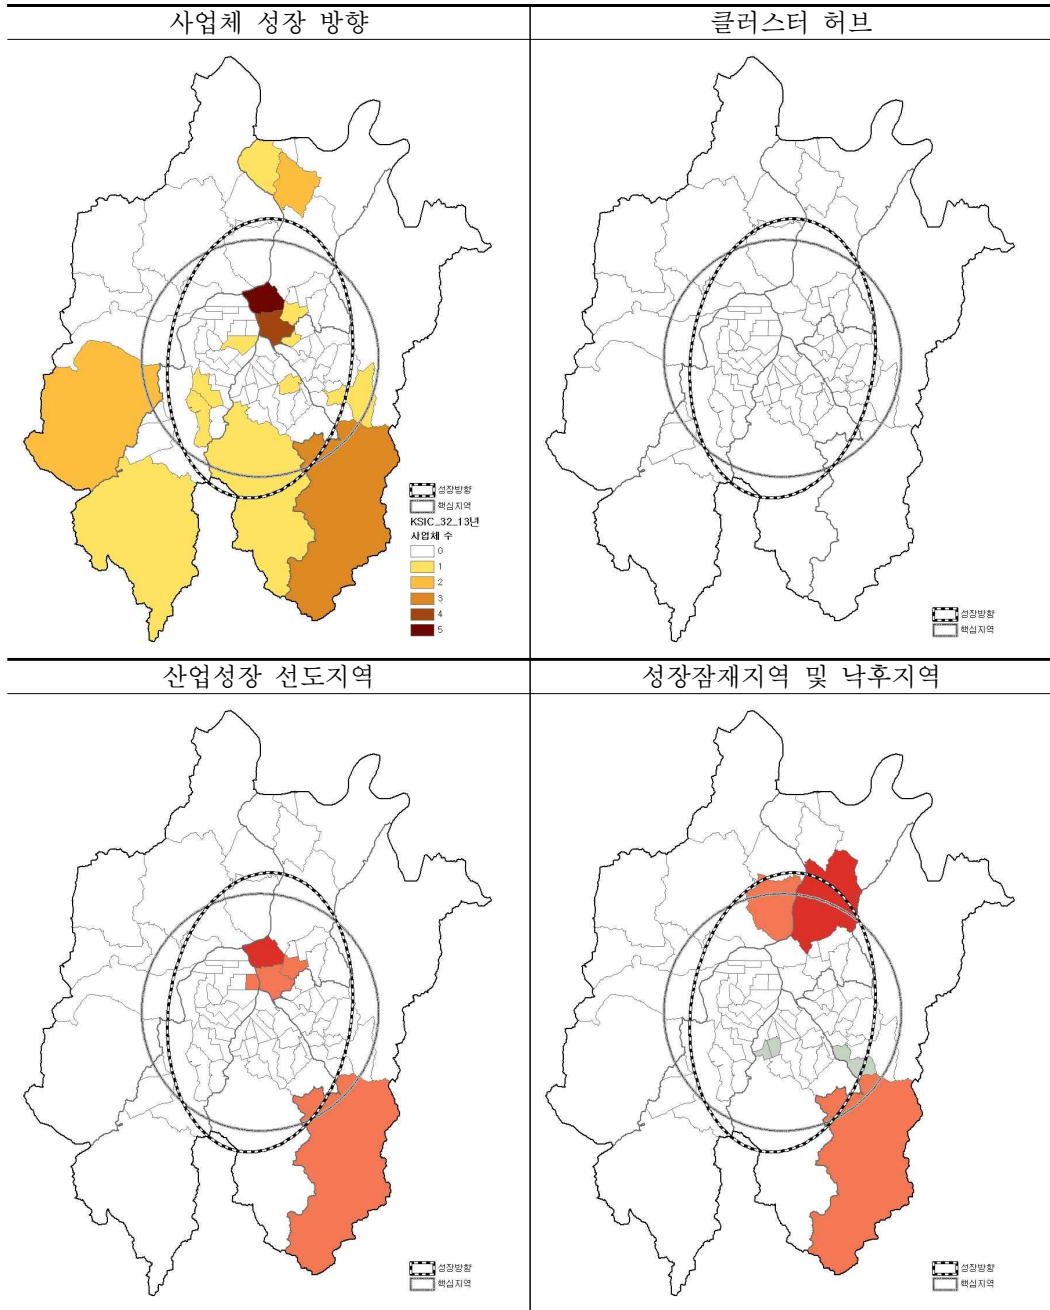 사업체 성장 방향
클러스터 허브
성장방향
핵심지역
KSIC_32_13년
사업체 수
0
1
2
3
4
5
성장방향
핵심지역
산업성장 선도지역
성장잠재지역 및 낙후지역
성장방향
핵심지역
성장방향
핵심지역